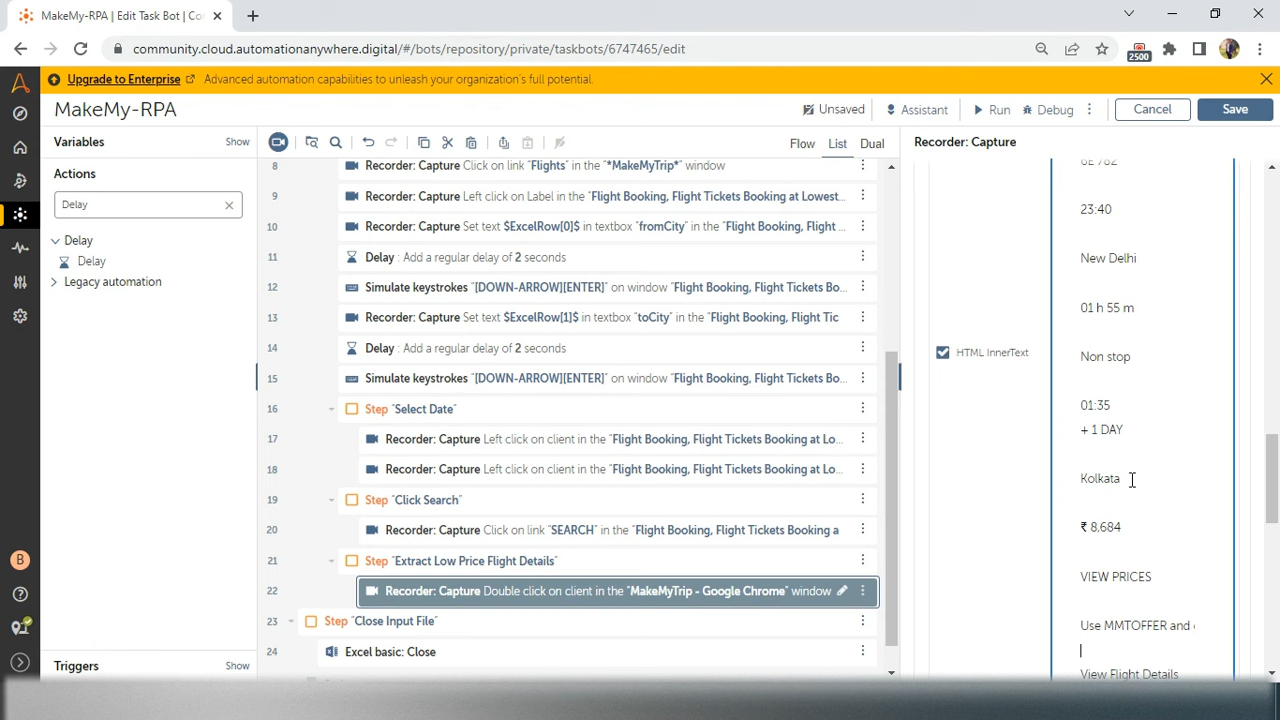 MakeMy-RPA | Edit Task Bot | Co
community.cloud.automationanywhere.digital/#/bots/repository/private/taskbots/6747465/edit
2500
Upgrade to Enterprise Advanced automation capabilities to unleash your organization's full potential.
MakeMy-RPA
Unsaved
Assistant
Run
Debug
Cancel
Save
Variables
Show
Flow
List
Dual
Recorder: Capture
Actions
Delay
Delay
Delay
Legacy automation
Triggers
Show
8 Recorder: Capture Click on link "Flights" in the "*MakeMyTrip*" window
9 Recorder: Capture Left click on Label in the "Flight Booking, Flight Tickets Booking at Lowest...
10 Recorder: Capture Set text $ExcelRow[0]$ in textbox "fromCity" in the "Flight Booking, Flight ...
11 Delay : Add a regular delay of 2 seconds
12 Simulate keystrokes "[DOWN-ARROW][ENTER]" on window "Flight Booking, Flight Tickets Bo...
13 Recorder: Capture Set text $ExcelRow[1]$ in textbox "toCity" in the "Flight Booking, Flight Tic
14 Delay : Add a regular delay of 2 seconds
15 Simulate keystrokes "[DOWN-ARROW][ENTER]" on window "Flight Booking, Flight Tickets Bo...
16 Step "Select Date"
17 Recorder: Capture Left click on client in the "Flight Booking, Flight Tickets Booking at Lo...
18 Recorder: Capture Left click on client in the "Flight Booking, Flight Tickets Booking at Lo...
19 Step "Click Search"
20 Recorder: Capture Click on link "SEARCH" in the "Flight Booking, Flight Tickets Booking a
21 Step "Extract Low Price Flight Details"
22 Recorder: Capture Double click on client in the "MakeMyTrip - Google Chrome" window
23 Step "Close Input File"
24 Excel basic: Close
HTML InnerText
6E 782
23:40
New Delhi
01 h 55 m
Non stop
01:35
+ 1 DAY
Kolkata
₹ 8,684
VIEW PRICES
Use MMTOFFER and
View Flight Details
B